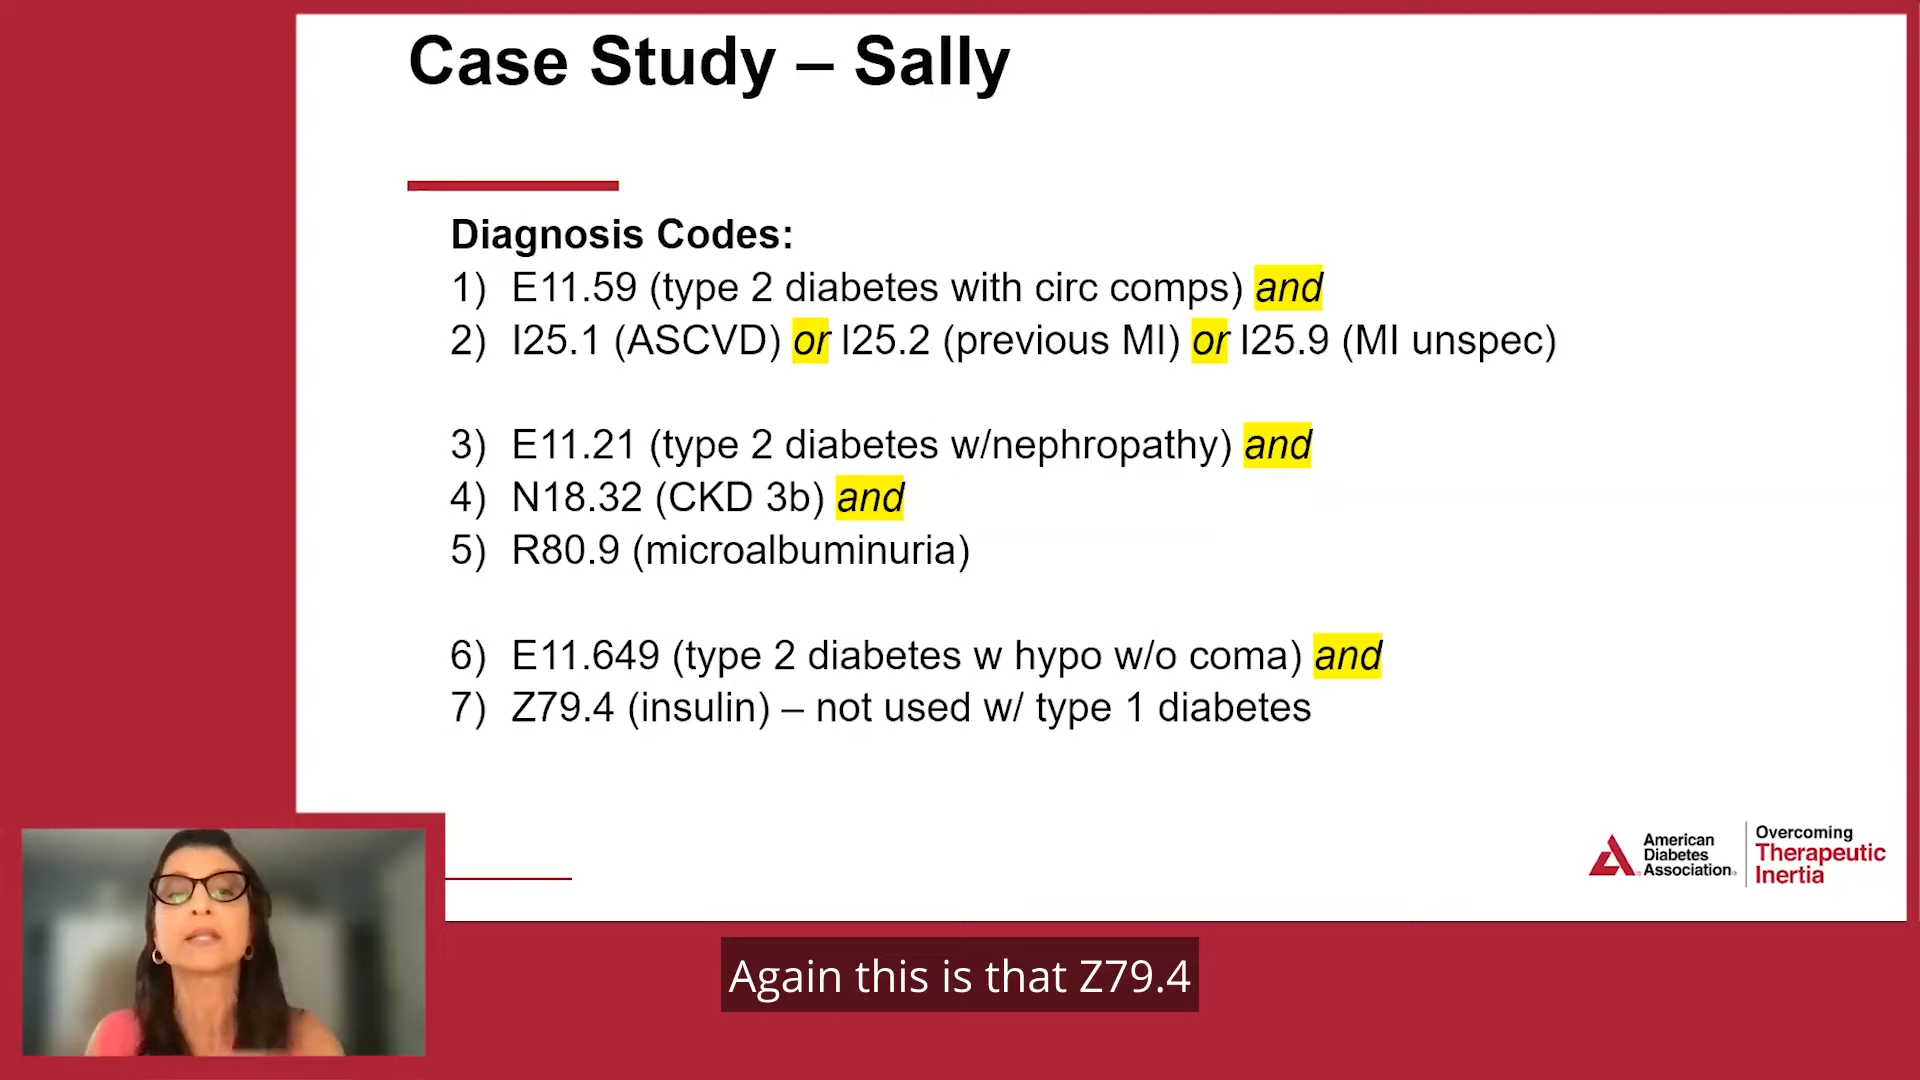 Case Study – Sally
Diagnosis Codes:
1) E11.59 (type 2 diabetes with circ comps) and
2) I25.1 (ASCVD) or I25.2 (previous MI) or I25.9 (MI unspec)
3) E11.21 (type 2 diabetes w/nephropathy) and
4) N18.32 (CKD 3b) and
5) R80.9 (microalbuminuria)
6) E11.649 (type 2 diabetes w hypo w/o coma) and
7) Z79.4 (insulin) – not used w/ type 1 diabetes
American
Diabetes
Association®
Overcoming
Therapeutic
Inertia
Again this is that Z79.4